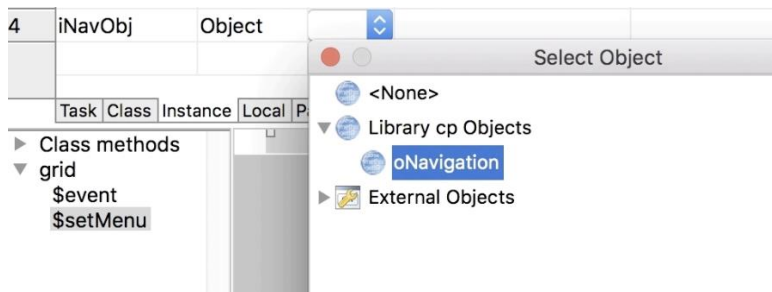 4 iNavObj Object
Select Object
<None>
Library cp Objects
oNavigation
External Objects
Task Class Instance Local
Class methods
grid
$event
$setMenu